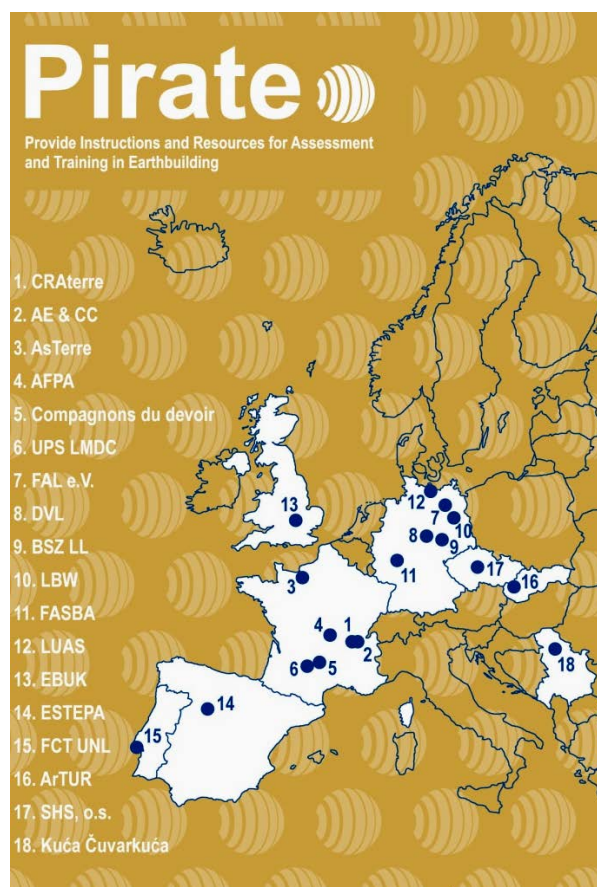 Pirate
Provide Instructions and Resources for Assessment
and Training in Earthbuilding
1. CRAterre
2. AE & CC
3. AsTerre
4. AFPA
5. Compagnons du devoir
6. UPS LMDC
7. FAL e.V.
8. DVL
9. BSZ LL
10. LBW
11. FASBA
12. LUAS
13. EBUK
14. ESTEPA
15. FCT UNL
16. ArTUR
17. SHS, o.s.
18. Kuća Čuvarkuća
12
7
10
13
8
9
11
17
16
3
4
1
2
18
6
5
14
15